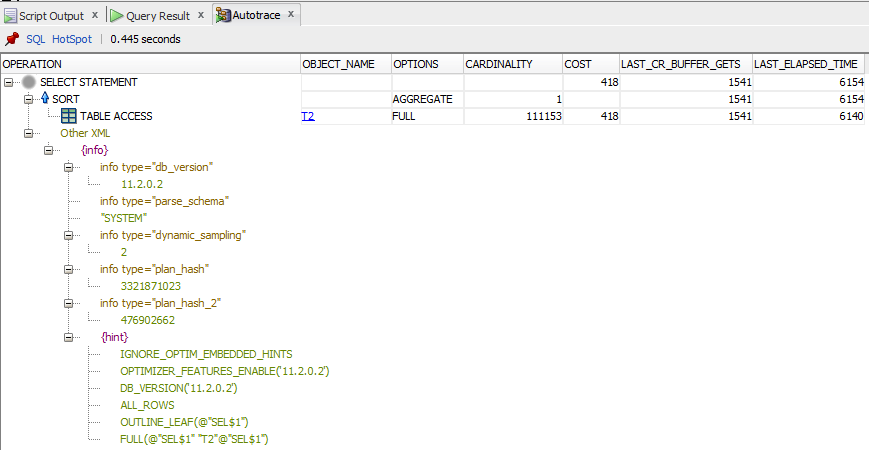 Script Output x Query Result x Autotrace x
SQL HotSpot 0.445 seconds
OPERATION OBJECT_NAME OPTIONS CARDINALITY COST LAST_CR_BUFFER_GETS LAST_ELAPSED_TIME
SELECT STATEMENT 418 1541 6154
SORT AGGREGATE 1 1541 6154
TABLE ACCESS T2 FULL 111153 418 1541 6140
Other XML
{info}
info type="db_version"
11.2.0.2
info type="parse_schema"
"SYSTEM"
info type="dynamic_sampling"
2
info type="plan_hash"
3321871023
info type="plan_hash_2"
476902662
{hint}
IGNORE_OPTIM_EMBEDDED_HINTS
OPTIMIZER_FEATURES_ENABLE('11.2.0.2')
DB_VERSION('11.2.0.2')
ALL_ROWS
OUTLINE_LEAF(@"SEL$1")
FULL(@"SEL$1" "T2"@"SEL$1")